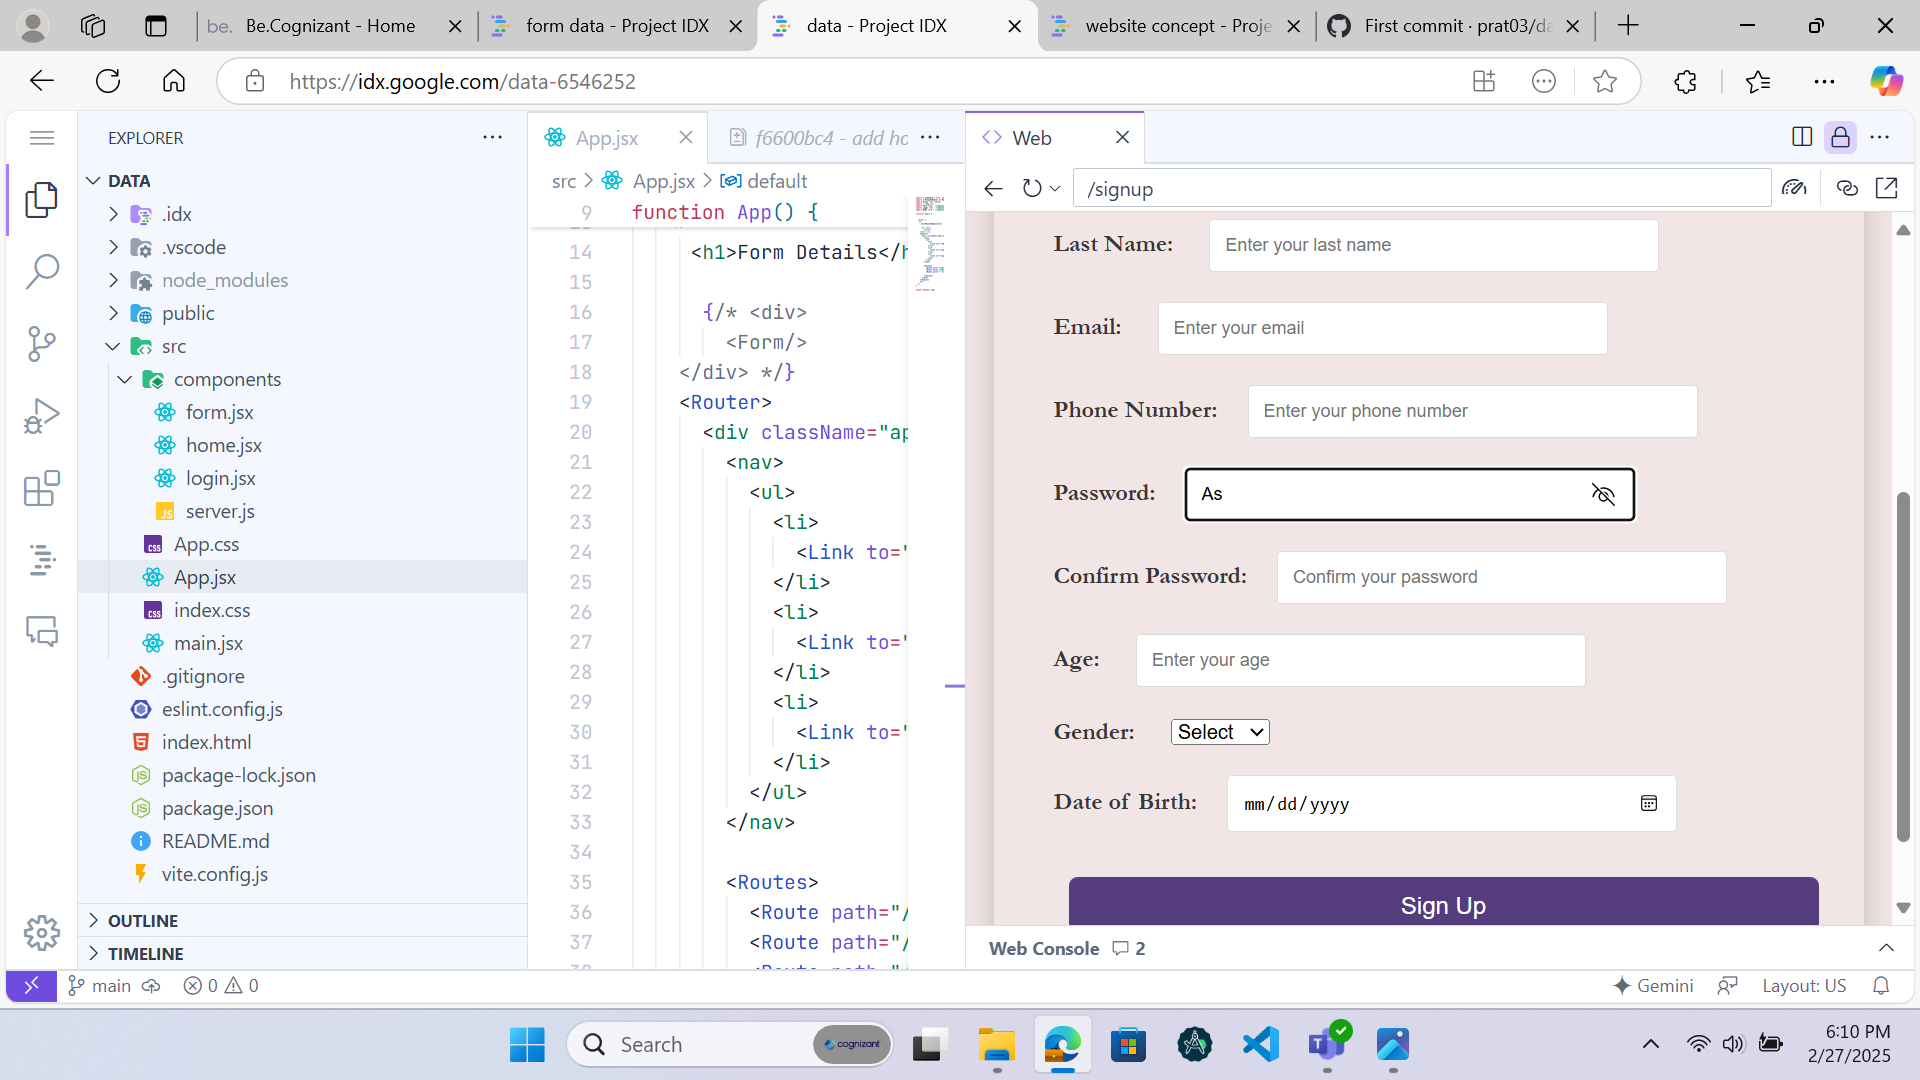 be. Be.Cognizant - Home
form data - Project IDX
data - Project IDX
website concept - Proje
First commit · prat03/da
https://idx.google.com/data-6546252
EXPLORER
DATA
.idx
.vscode
node_modules
public
src
components
form.jsx
home.jsx
login.jsx
JS server.js
CSS App.css
App.jsx
CSS index.css
main.jsx
.gitignore
eslint.config.js
index.html
package-lock.json
package.json
README.md
vite.config.js
OUTLINE
TIMELINE
App.jsx
f6600bc4 - add ho
src > App.jsx > default
9 function App() {
14 <h1>Form Details</h
15
16 {/* <div>
17 <Form/>
18 </div> */}
19 <Router>
20 <div className="ap
21 <nav>
22 <ul>
23 <li>
24 <Link to="
25 </li>
26 <li>
27 <Link to="
28 </li>
29 <li>
30 <Link to="
31 </li>
32 </ul>
33 </nav>
34
35 <Routes>
36 <Route path="/
37 <Route path="/
38 <Route path="/
Web
/signup
Last Name: Enter your last name
Email: Enter your email
Phone Number: Enter your phone number
Password: As
Confirm Password: Confirm your password
Age: Enter your age
Gender: Select
Date of Birth: mm/dd/yyyy
Sign Up
Web Console 2
main 0 0
Gemini Layout: US
Search cognizant
6:10 PM
2/27/2025